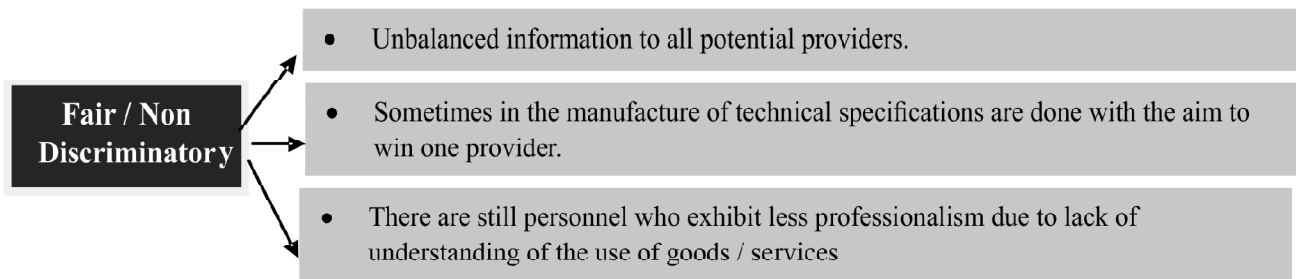 Fair / Non
Discriminatory
• Unbalanced information to all potential providers.
• Sometimes in the manufacture of technical specifications are done with the aim to
win one provider.
• There are still personnel who exhibit less professionalism due to lack of
understanding of the use of goods / services